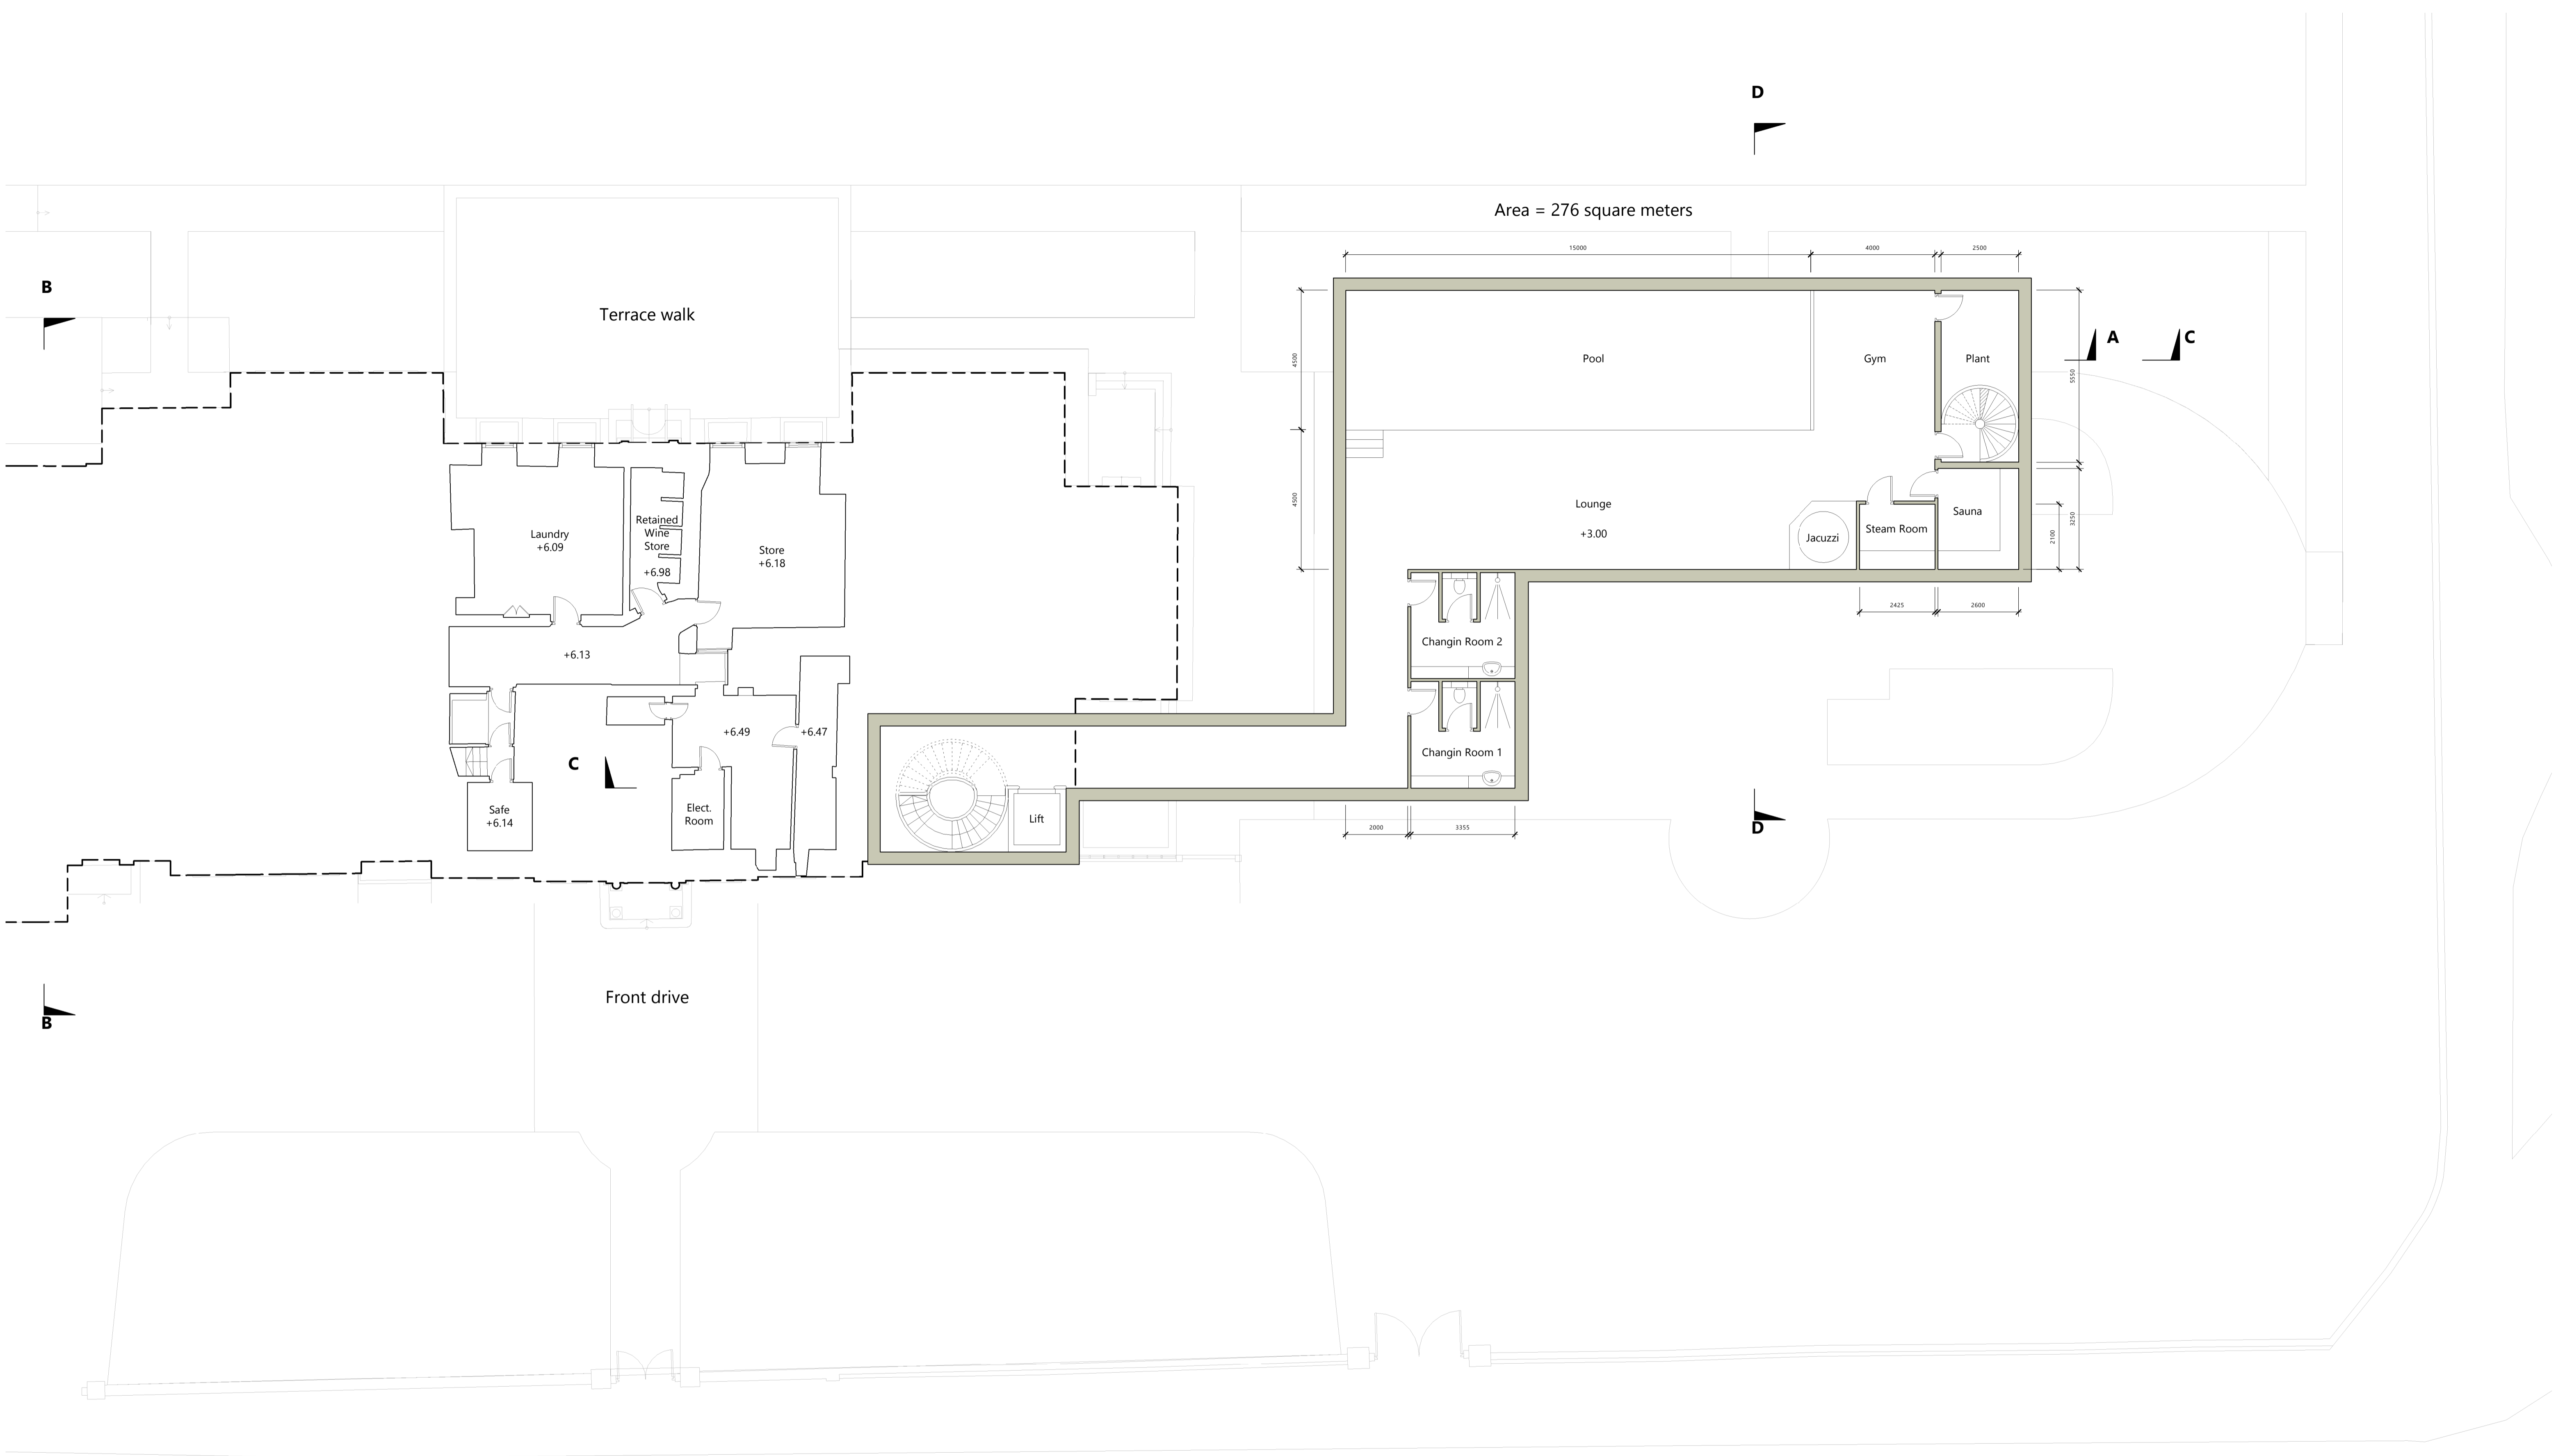 D
Area = 276 square meters
15000
4000
2500
B
Terrace walk
A
C
4500
Pool
Gym
Plant
5550
Lounge
+3.00
4500
Sauna
Steam Room
Jacuzzi
3250
2100
Retained
Wine
Store
+6.98
Laundry
+6.09
Store
+6.18
2425
2600
Changin Room 2
+6.13
+6.49
+6.47
Changin Room 1
C
Safe
+6.14
Elect.
Room
Lift
2000
3355
D
Front drive
B